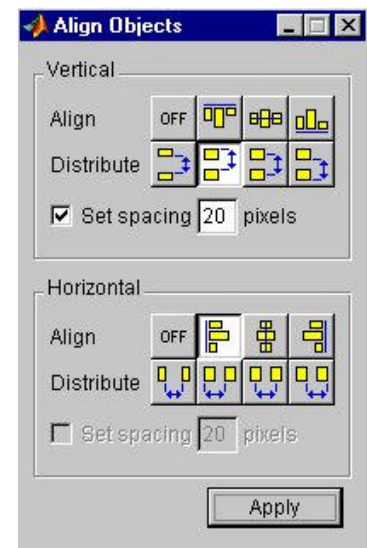 Align Objects
Vertical
Align OFF
Distribute
Set spacing 20 pixels
Horizontal
Align OFF
Distribute
Set spacing 20 pixels
Apply